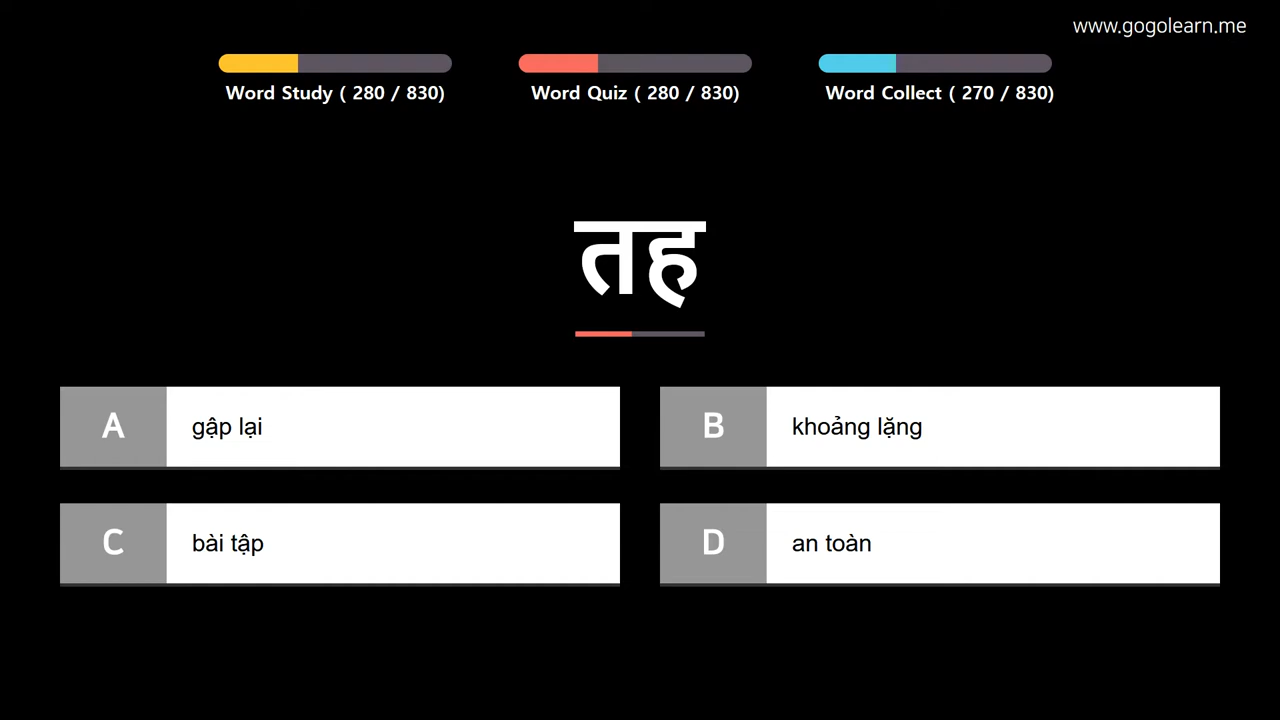 www.gogolearn.me
Word Study ( 280 / 830)
Word Quiz ( 280 / 830)
Word Collect ( 270 / 830)
तह
A gập lại
B khoảng lặng
C bài tập
D an toàn